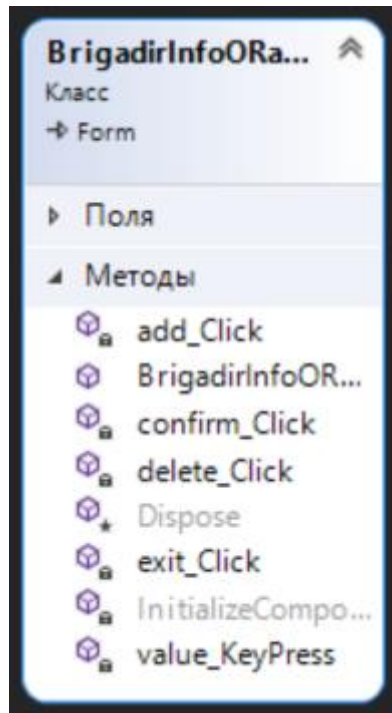 BrigadirInfoORa...
Класс
Form
Поля
Методы
add_Click
BrigadirInfoOR...
confirm_Click
delete_Click
Dispose
exit_Click
InitializeCompo...
value_KeyPress